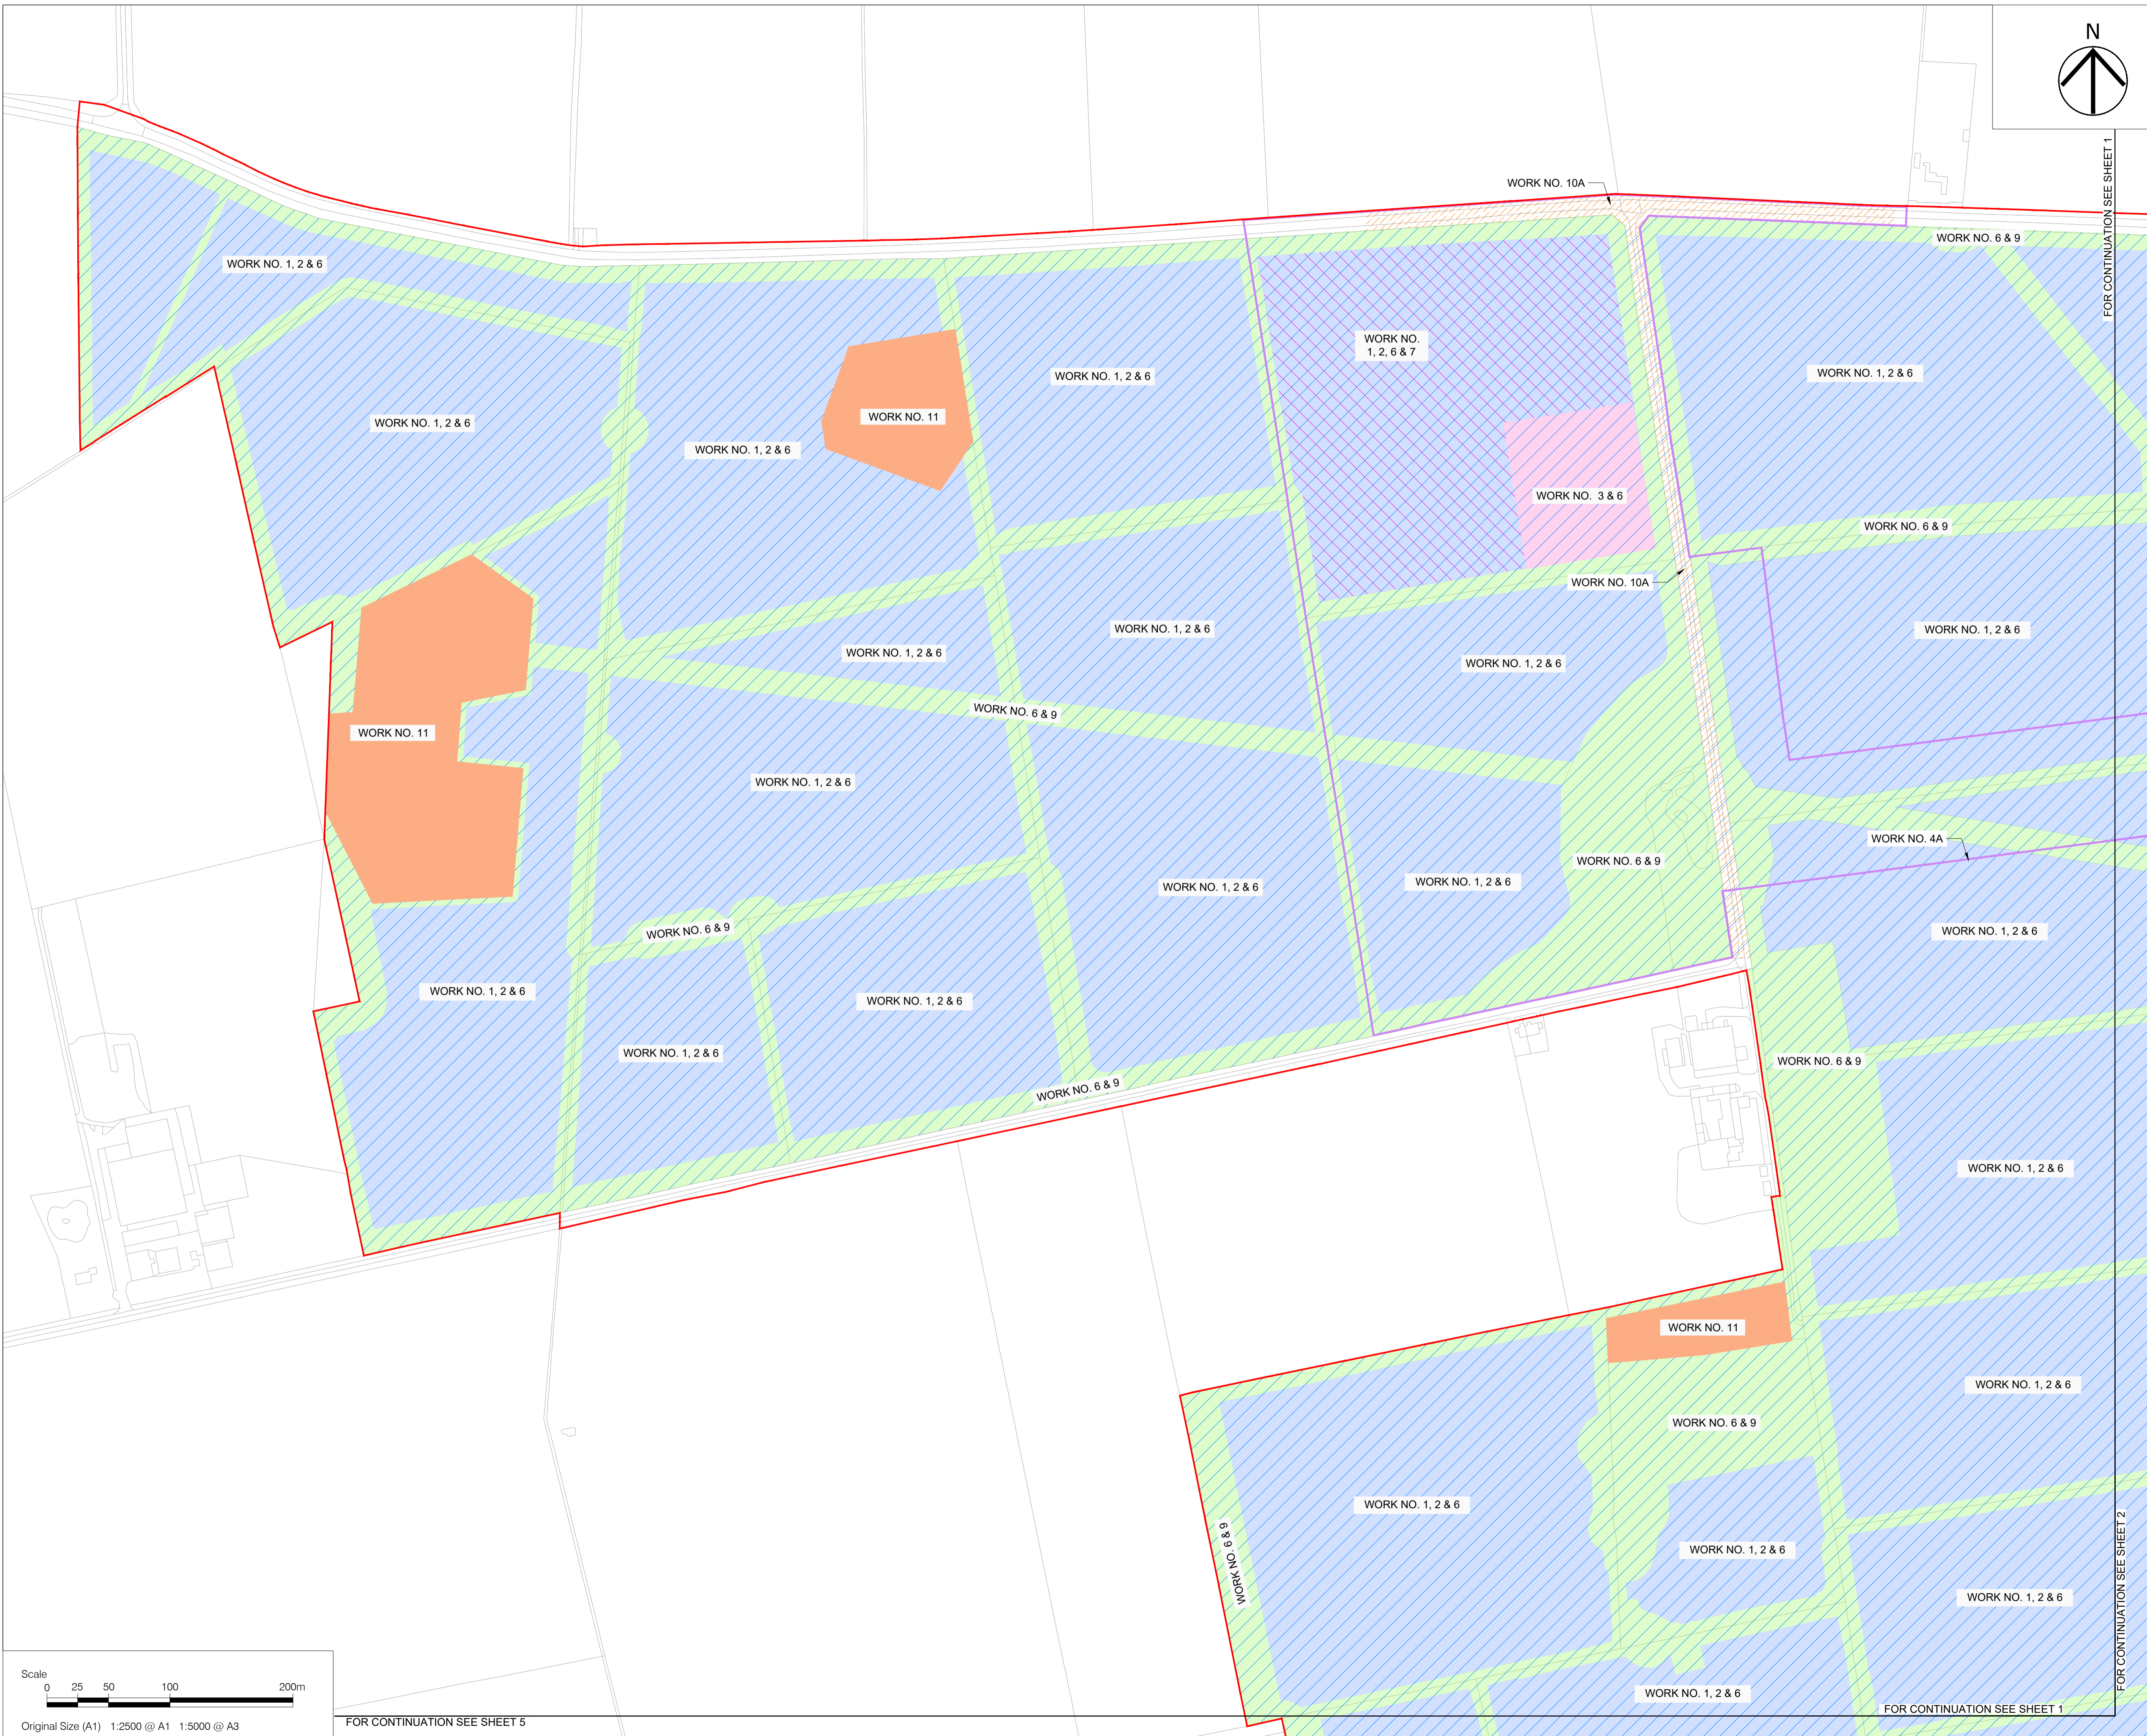 N
FOR CONTINUATION SEE SHEET 1
WORK NO. 10A
WORK NO. 6 & 9
WORK NO. 1, 2 & 6
WORK NO.
1, 2, 6 & 7
WORK NO. 1, 2 & 6
WORK NO. 1, 2 & 6
WORK NO. 11
WORK NO. 1, 2 & 6
WORK NO. 1, 2 & 6
WORK NO. 3 & 6
WORK NO. 6 & 9
WORK NO. 10A
WORK NO. 1, 2 & 6
WORK NO. 1, 2 & 6
WORK NO. 1, 2 & 6
WORK NO. 1, 2 & 6
WORK NO. 6 & 9
WORK NO. 11
WORK NO. 1, 2 & 6
WORK NO. 4A
WORK NO. 6 & 9
WORK NO. 1, 2 & 6
WORK NO. 1, 2 & 6
WORK NO. 6 & 9
WORK NO. 1, 2 & 6
WORK NO. 1, 2 & 6
WORK NO. 1, 2 & 6
WORK NO. 1, 2 & 6
WORK NO. 6 & 9
WORK NO. 6 & 9
WORK NO. 1, 2 & 6
WORK NO. 11
WORK NO. 1, 2 & 6
WORK NO. 6 & 9
WORK NO. 1, 2 & 6
WORK NO. 6 & 9
WORK NO. 1, 2 & 6
WORK NO. 1, 2 & 6
FOR CONTINUATION SEE SHEET 2
WORK NO. 1, 2 & 6
FOR CONTINUATION SEE SHEET 1
FOR CONTINUATION SEE SHEET 5
Scale
0 25 50 100 200m
Original Size (A1) 1:2500 @ A1 1:5000 @ A3